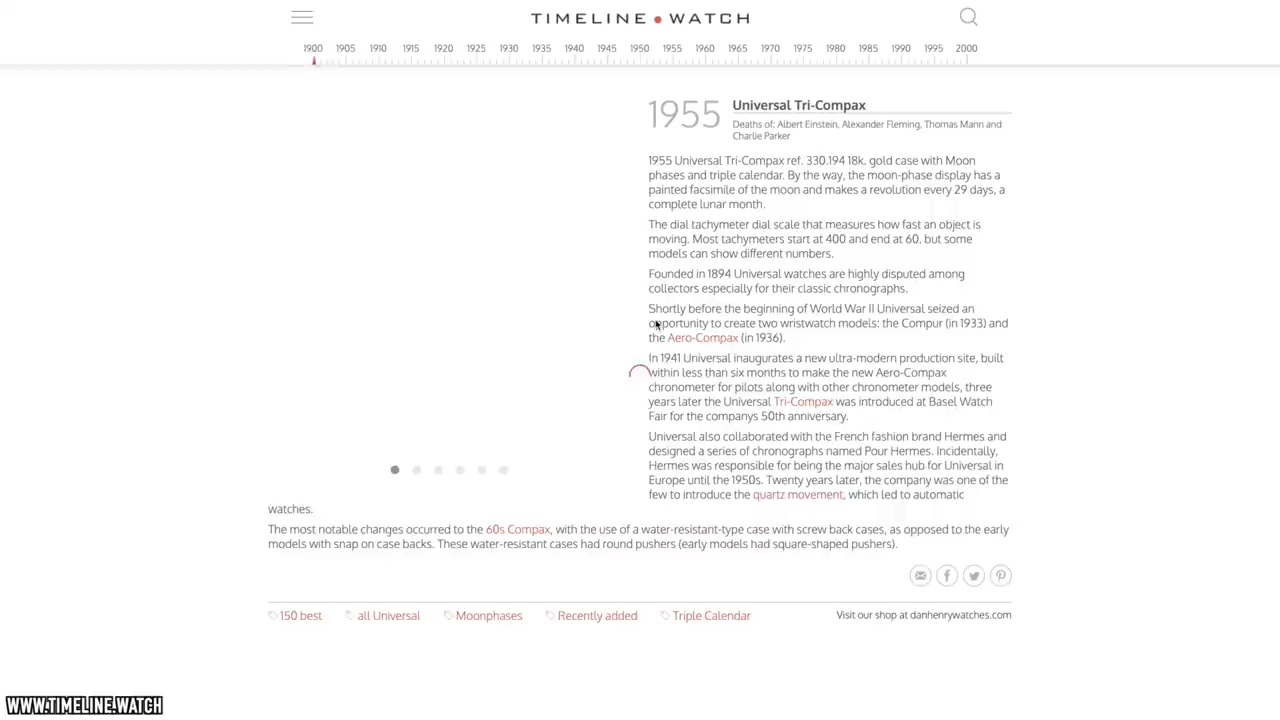 TIMELINE WATCH
1900 1905 1910 1915 1920 1925 1930 1935 1940 1945 1950 1955 1960 1965 1970 1975 1980 1985 1990 1995 2000
1955
Universal Tri-Compax
Deaths of: Albert Einstein, Alexander Fleming, Thomas Mann and
Charlie Parker
1955 Universal Tri-Compax ref. 330.194 18k. gold case with Moon
phases and triple calendar. By the way, the moon-phase display has a
painted facsimile of the moon and makes a revolution every 29 days, a
complete lunar month.
The dial tachymeter dial scale that measures how fast an object is
moving. Most tachymeters start at 400 and end at 60, but some
models can show different numbers.
Founded in 1894 Universal watches are highly disputed among
collectors especially for their classic chronographs.
Shortly before the beginning of World War II Universal seized an
opportunity to create two wristwatch models: the Compur (in 1933) and
the Aero-Compax (in 1936).
In 1941 Universal inaugurates a new ultra-modern production site, built
within less than six months to make the new Aero-Compax
chronometer for pilots along with other chronometer models, three
years later the Universal Tri-Compax was introduced at Basel Watch
Fair for the companys 50th anniversary.
Universal also collaborated with the French fashion brand Hermes and
designed a series of chronographs named Pour Hermes. Incidentally,
Hermes was responsible for being the major sales hub for Universal in
Europe until the 1950s. Twenty years later, the company was one of the
few to introduce the quartz movement, which led to automatic
watches.
The most notable changes occurred to the 60s Compax, with the use of a water-resistant-type case with screw back cases, as opposed to the early
models with snap on case backs. These water-resistant cases had round pushers (early models had square-shaped pushers).
150 best all Universal Moonphases Recently added Triple Calendar Visit our shop at danhenrywatches.com
WWW.TIMELINE.WATCH